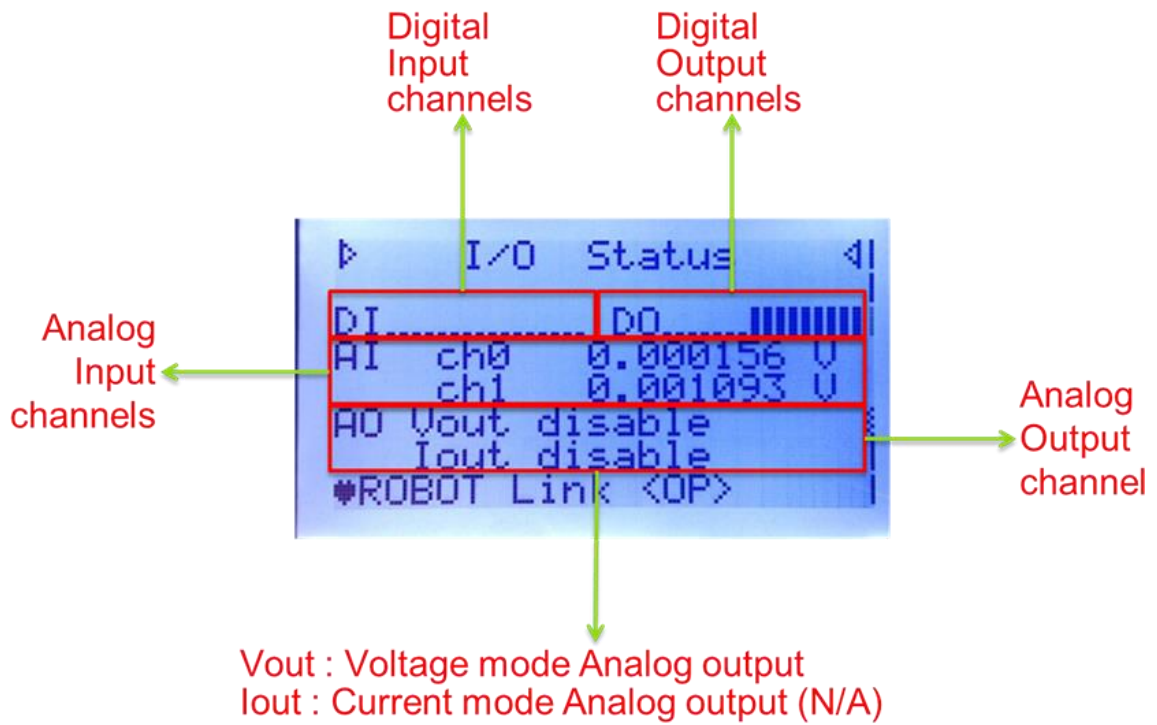 Digital
Input
channels
Digital
Output
channels
I/O Status
DI DO
AI ch0 0.000156 V
ch1 0.001093 V
AO Vout disable
Iout disable
♥ROBOT Link <OP>
Analog
Input
channels
Analog
Output
channel
Vout : Voltage mode Analog output
Iout : Current mode Analog output (N/A)